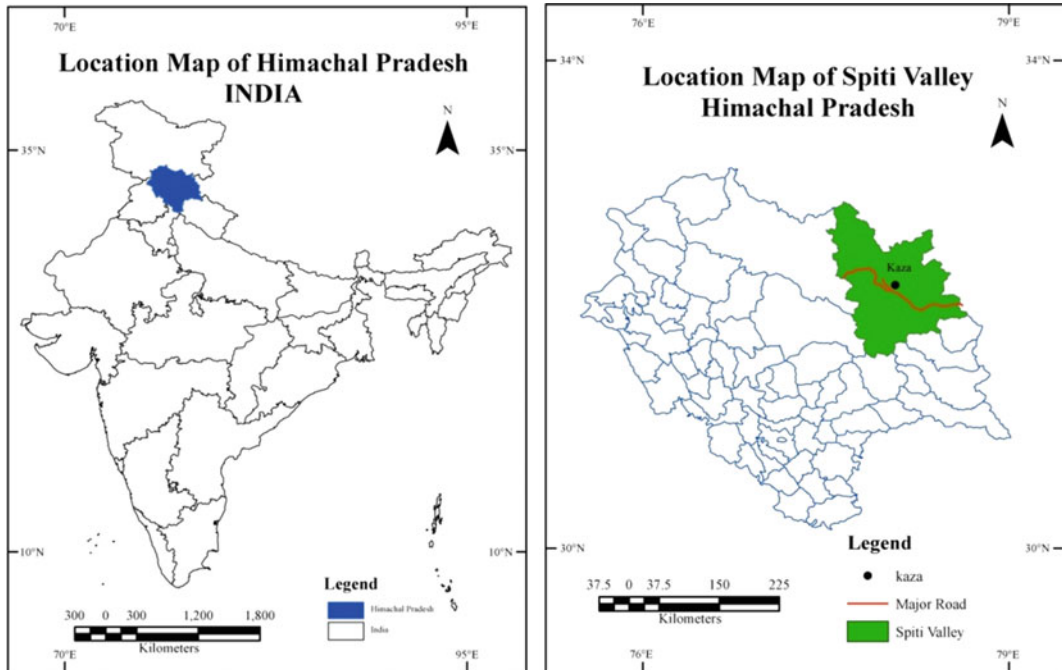 70°E
95°E
Location Map of Himachal Pradesh
INDIA
N
35°N
35°N
10°N
10°N
Legend
Himachal Pradesh
India
300 0 300 1,200 1,800
Kilometers
70°E
95°E
76°E
79°E
34°N
34°N
Location Map of Spiti Valley
Himachal Pradesh
N
Kaza
30°N
30°N
Legend
kaza
Major Road
Spiti Valley
37.5 0 37.5 150 225
Kilometers
76°E
79°E